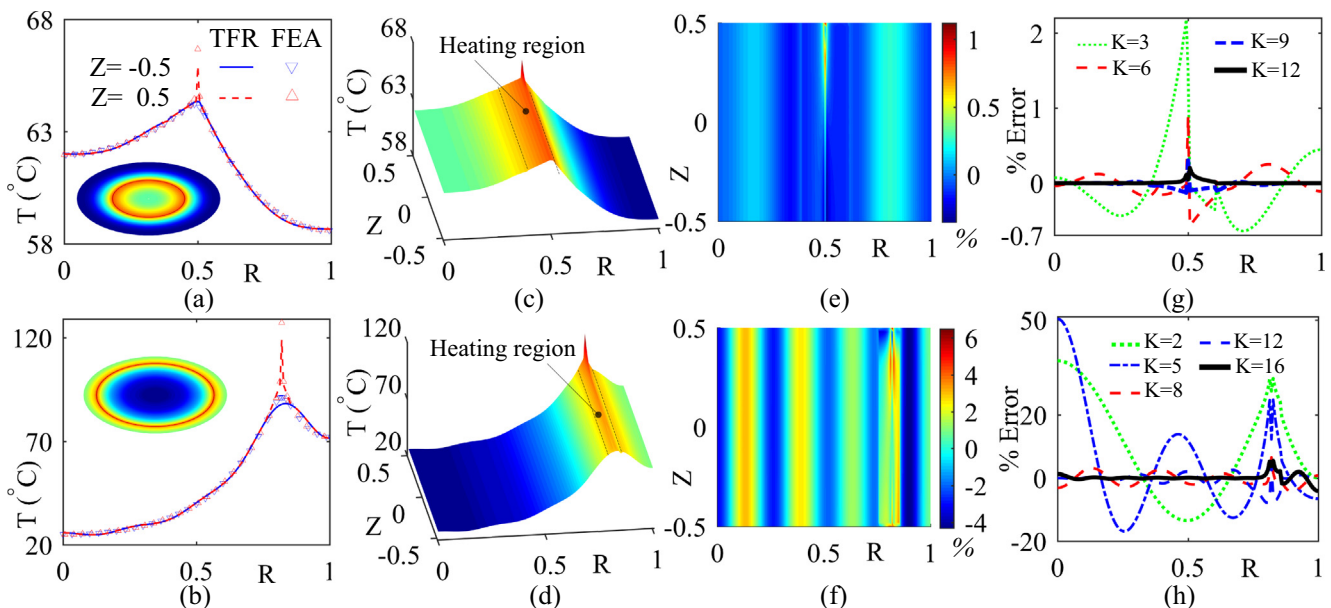 68
TFR FEA
Z= -0.5
Z= 0.5
T (°C)
63
58
0
0.5
1
R
(a)
120
T (°C)
70
20
0
0.5
1
R
(b)
68
Heating region
T (°C)
63
58
0.5
0
-0.5
Z
0
0.5
R
1
(c)
120
Heating region
T (°C)
100
70
50
20
0.5
0
-0.5
Z
0
0.5
R
1
(d)
0.5
0
-0.5
Z
0
0.5
R
1
1
0.5
0
%
(e)
0.5
0
-0.5
Z
0
0.5
R
1
6
4
2
0
-2
-4
%
(f)
2
K=3
K=9
K=6
K=12
% Error
1
0
-0.7
0
0.5
1
R
(g)
50
K=2
K=12
K=5
K=16
K=8
% Error
20
0
-20
0
0.5
1
R
(h)